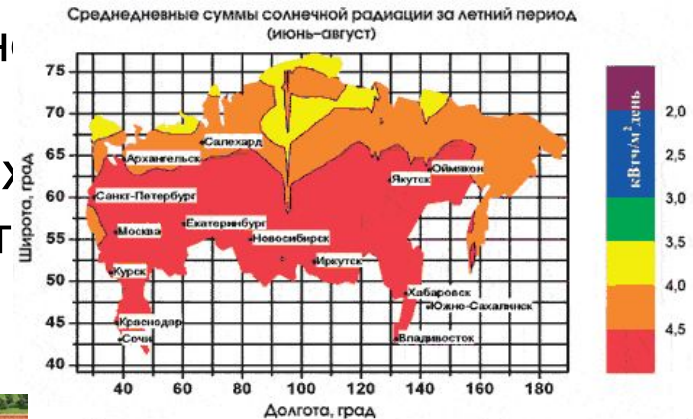 Среднедневные суммы солнечной радиации за летний период
(июнь–август)
Широта, град
75
70
65
60
55
50
45
40
Салехард
Архангельск
Оймякон
Якутск
Санкт-Петербург
Екатеринбург
Москва
Новосибирск
Иркутск
Курск
Хабаровск
Южно-Сахалинск
Краснодар
Сочи
Владивосток
40 60 80 100 120 140 160 180
Долгота, град
кВтч/м² день
2,0
2,5
3,0
3,5
4,0
4,5